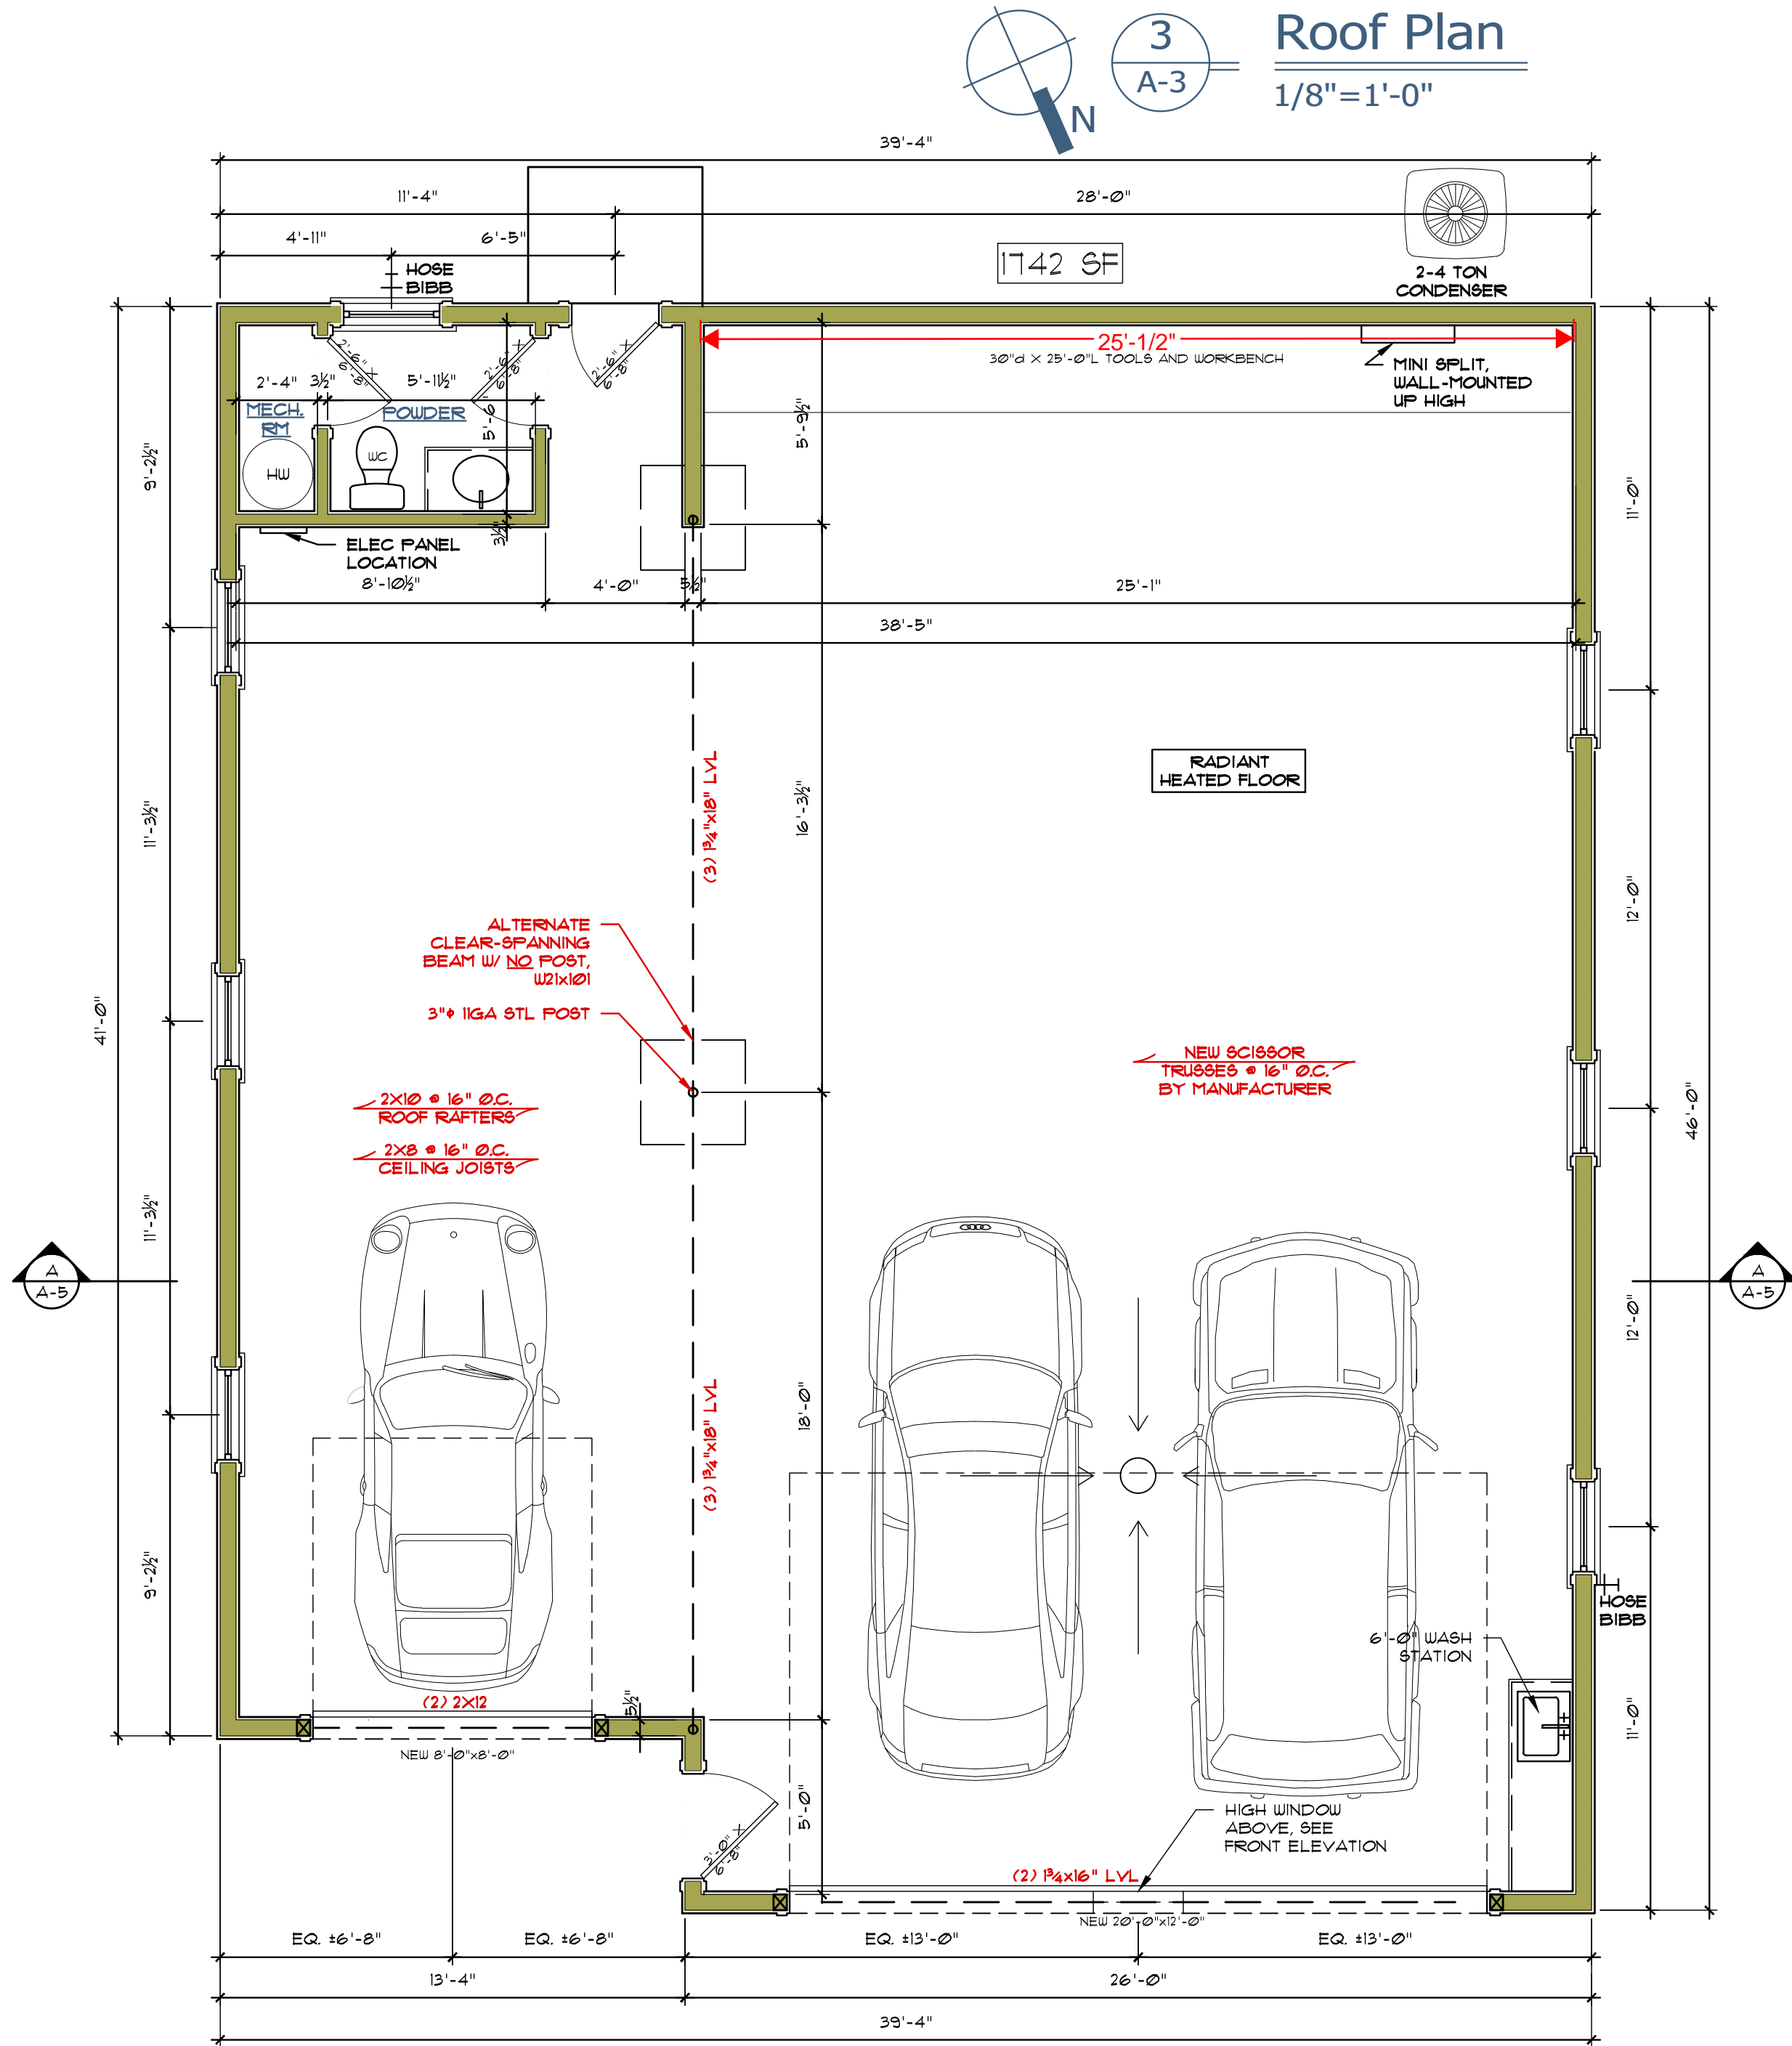 3
A-3
Roof Plan
1/8"=1'-0"
N
39'-4"
11'-4"
28'-0"
4'-11"
6'-5"
HOSE
BIBB
1742 SF
2-4 TON
CONDENSER
25'-1/2"
30"d X 25'-0"L TOOLS AND WORKBENCH
MINI SPLIT,
WALL-MOUNTED
UP HIGH
2'-6" X
6'-8"
2'-6" X
6'-8"
2'-6" X
6'-8"
2'-4"
3½"
5'-11½"
MECH.
RM
POWDER
5'-6"
5'-9½"
WC
HW
9'-2½"
11'-0"
3½"
ELEC PANEL
LOCATION
8'-10½"
4'-0"
5½"
25'-1"
38'-5"
RADIANT
HEATED FLOOR
(3) 1¾"x18" LVL
16'-3½"
11'-3½"
12'-0"
ALTERNATE
CLEAR-SPANNING
BEAM W/ NO POST,
W21x101
3"ϕ 11GA STL POST
41'-0"
NEW SCISSOR
TRUSSES @ 16" O.C.
BY MANUFACTURER
46'-0"
2X10 @ 16" O.C.
ROOF RAFTERS
2X8 @ 16" O.C.
CEILING JOISTS
11'-3½"
A
A-5
A
A-5
12'-0"
18'-0"
(3) 1¾"x18" LVL
9'-2½"
HOSE
BIBB
6'-0" WASH
STATION
11'-0"
(2) 2X12
5½"
NEW 8'-0"x8'-0"
3'-0" X
6'-8"
5'-0"
HIGH WINDOW
ABOVE, SEE
FRONT ELEVATION
(2) 1¾x16" LVL
NEW 20'-0"x12'-0"
EQ. ±6'-8"
EQ. ±6'-8"
EQ. ±13'-0"
EQ. ±13'-0"
13'-4"
26'-0"
39'-4"